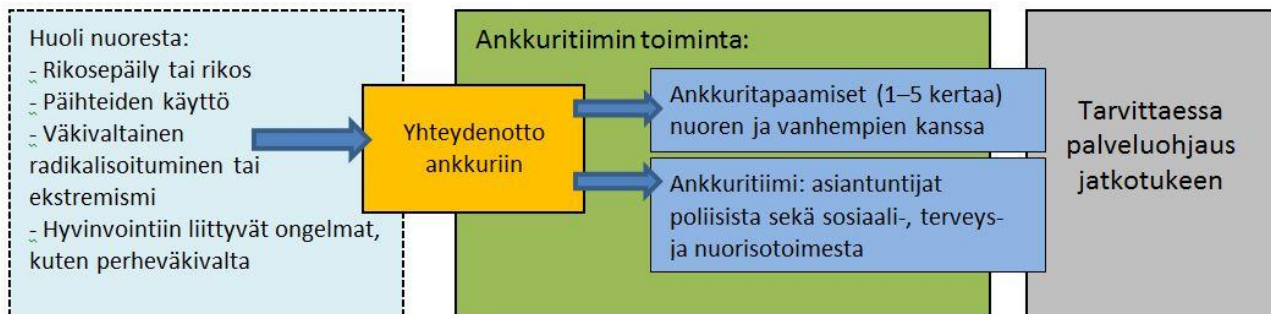 Huoli nuoresta:
- Rikosepäily tai rikos
- Päihteiden käyttö
- Väkivaltainen
radikalisoituminen tai
ekstremismi
- Hyvinvointiin liittyvät ongelmat,
kuten perheväkivalta
Yhteydenotto
ankkuriin
Ankkuritiimin toiminta:
Ankkuritapaamiset (1–5 kertaa)
nuoren ja vanhempien kanssa
Ankkuritiimi: asiantuntijat
poliisista sekä sosiaali-, terveys-
ja nuorisotoimesta
Tarvittaessa
palveluohjaus
jatkotukeen